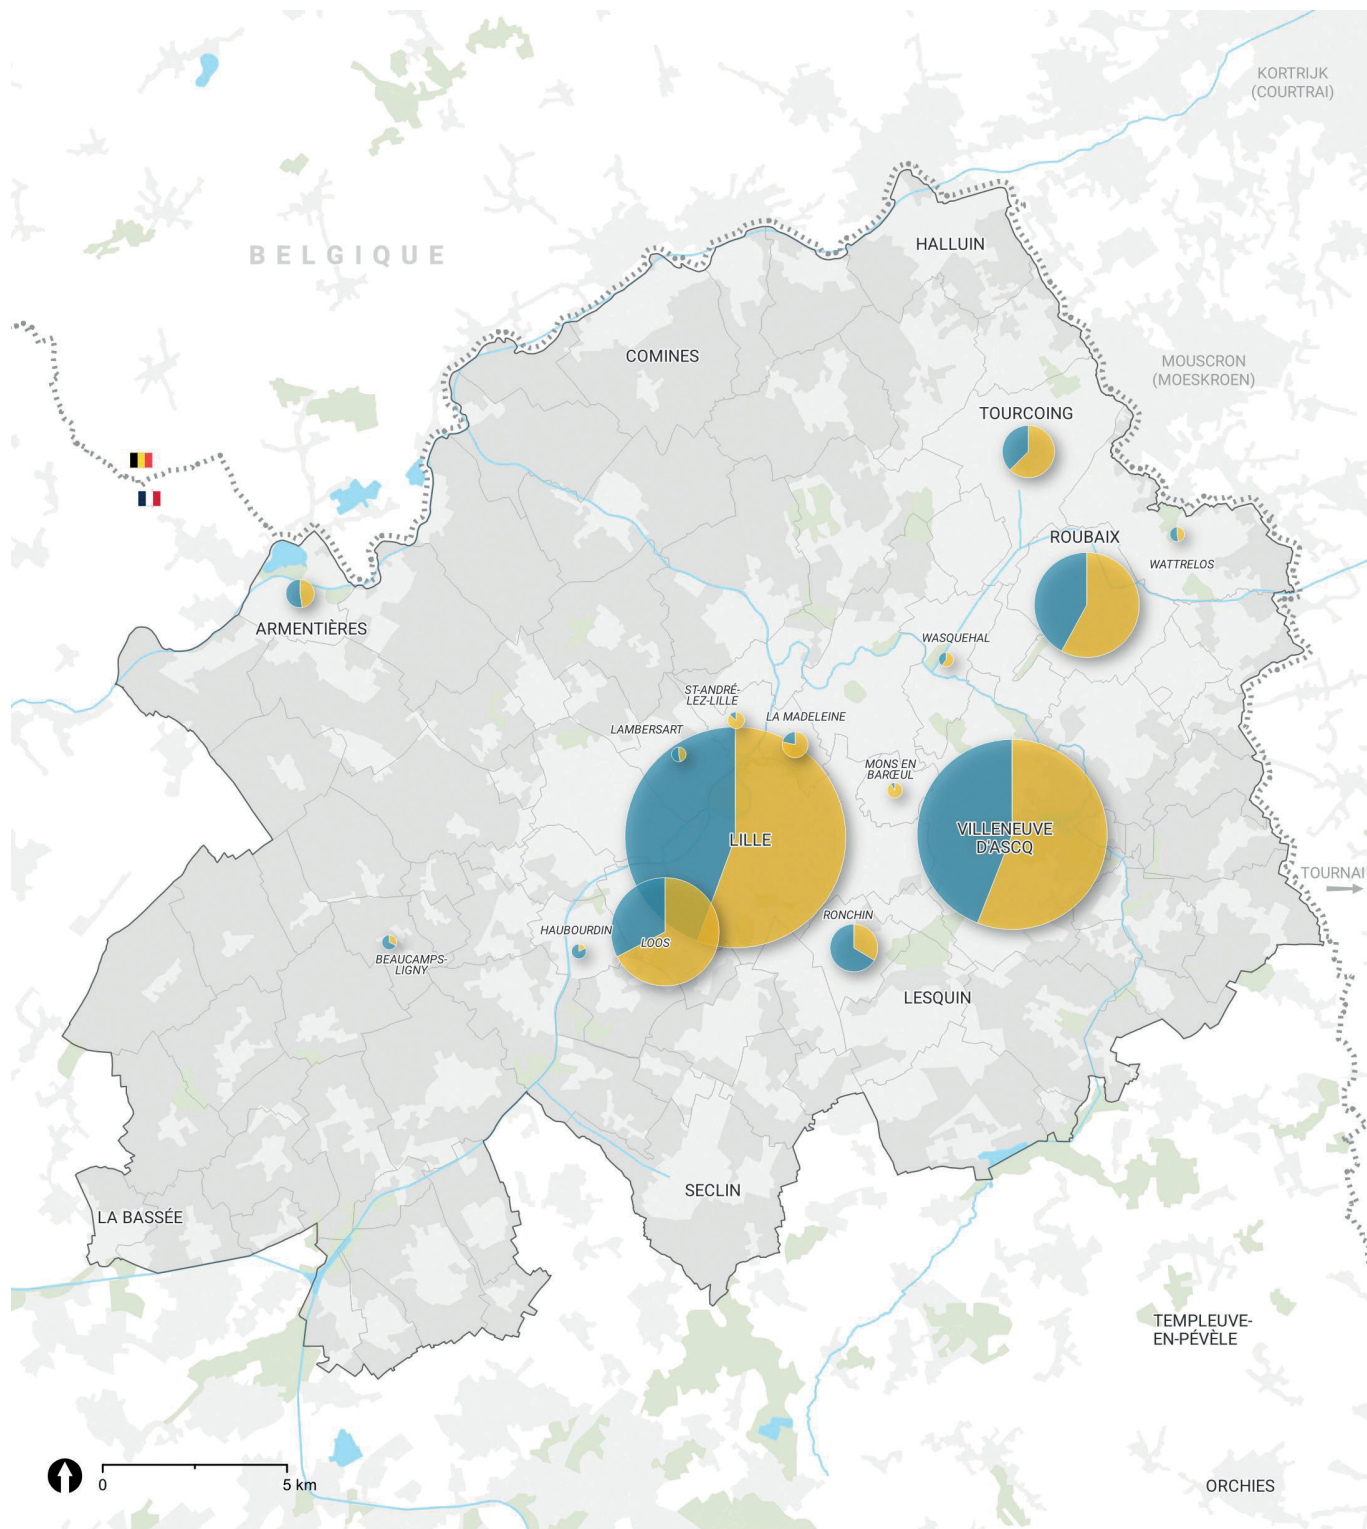 KORTRIJK
(COURTRAI)
HALLUIN
BELGIQUE
COMINES
MOUSCRON
(MOESKROEN)
TOURCOING
ROUBAIX
WATTRELOS
ARMENTIÈRES
WASQUEHAL
ST-ANDRÉ-
LEZ-LILLE
LA MADELEINE
LAMBERSART
MONS EN
BARŒUL
VILLENEUVE
D'ASCQ
LILLE
TOURNAI
RONCHIN
HAUBOURDIN
LOOS
BEAUCAMPS-
LIGNY
LESQUIN
SECLIN
LA BASSÉE
TEMPLEUVE-
EN-PÉVÈLE
0 5 km
ORCHIES